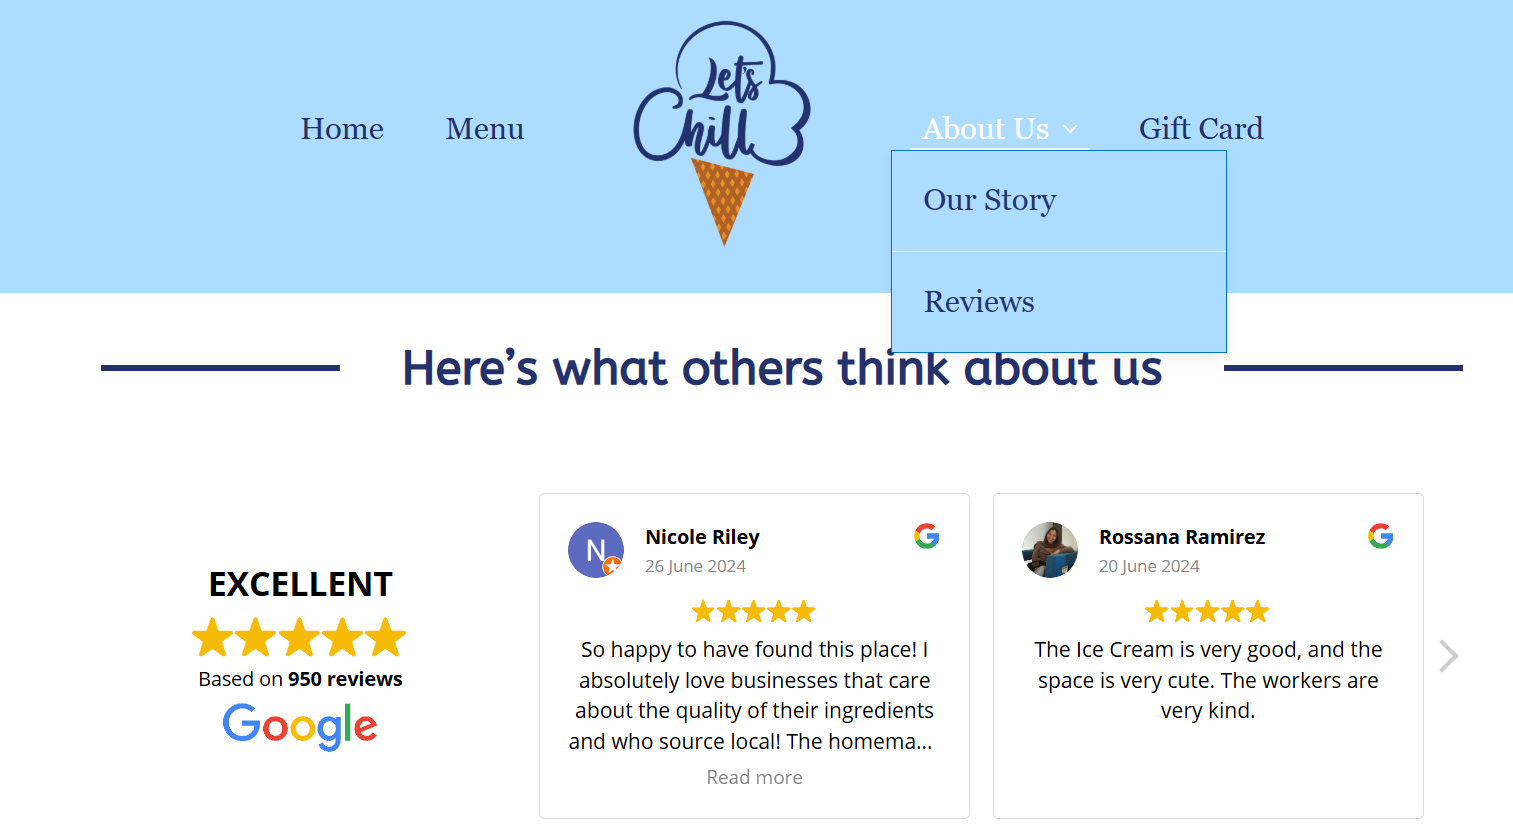 Home
Menu
Let's
Chill
About Us
Gift Card
Our Story
Reviews
Here’s what others think about us
EXCELLENT
Based on 950 reviews
Google
N
Nicole Riley
26 June 2024
So happy to have found this place! I
absolutely love businesses that care
about the quality of their ingredients
and who source local! The homema...
Read more
Rossana Ramirez
20 June 2024
The Ice Cream is very good, and the
space is very cute. The workers are
very kind.